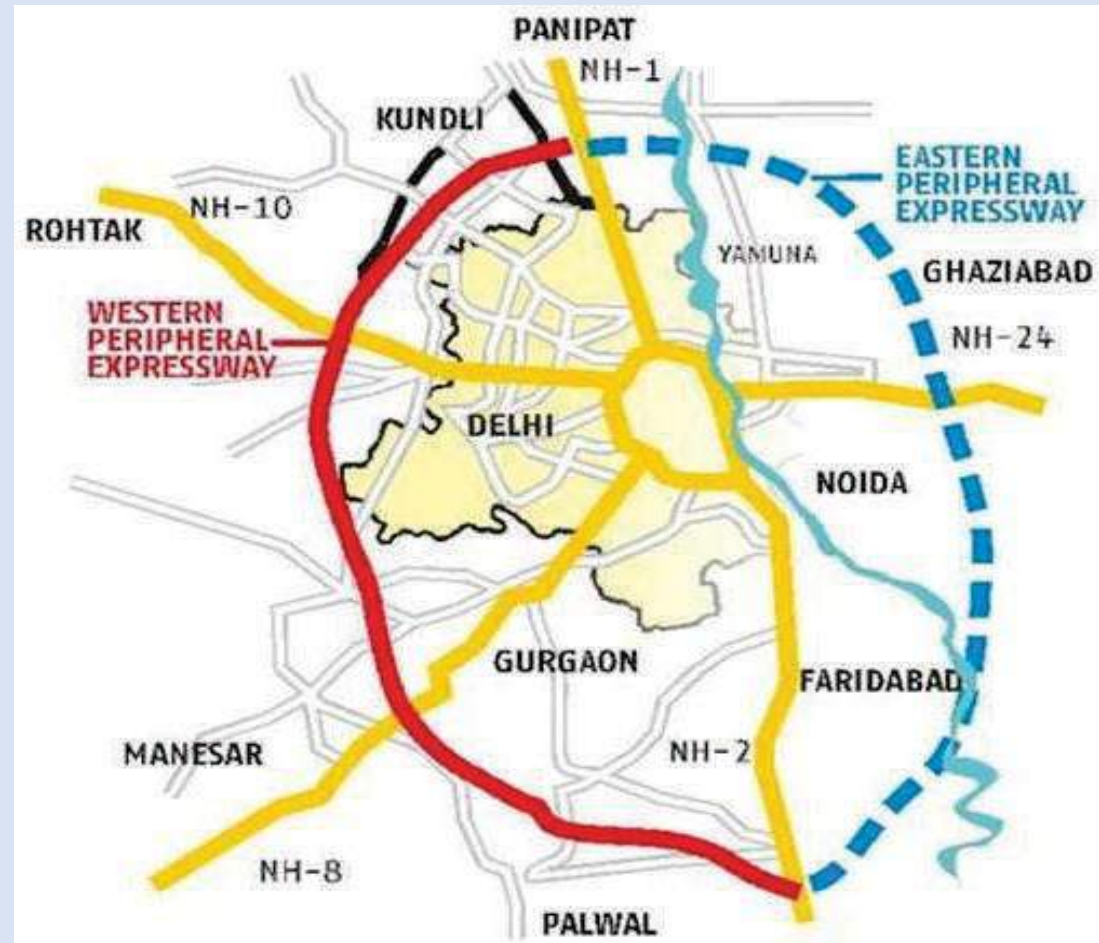 PANIPAT
NH-1
KUNDLI
EASTERN
PERIPHERAL
EXPRESSWAY
NH-10
ROHTAK
YAMUNA
GHAZIABAD
WESTERN
PERIPHERAL
EXPRESSWAY
NH-24
DELHI
NOIDA
GURGAON
FARIDABAD
MANESAR
NH-2
NH-8
PALWAL